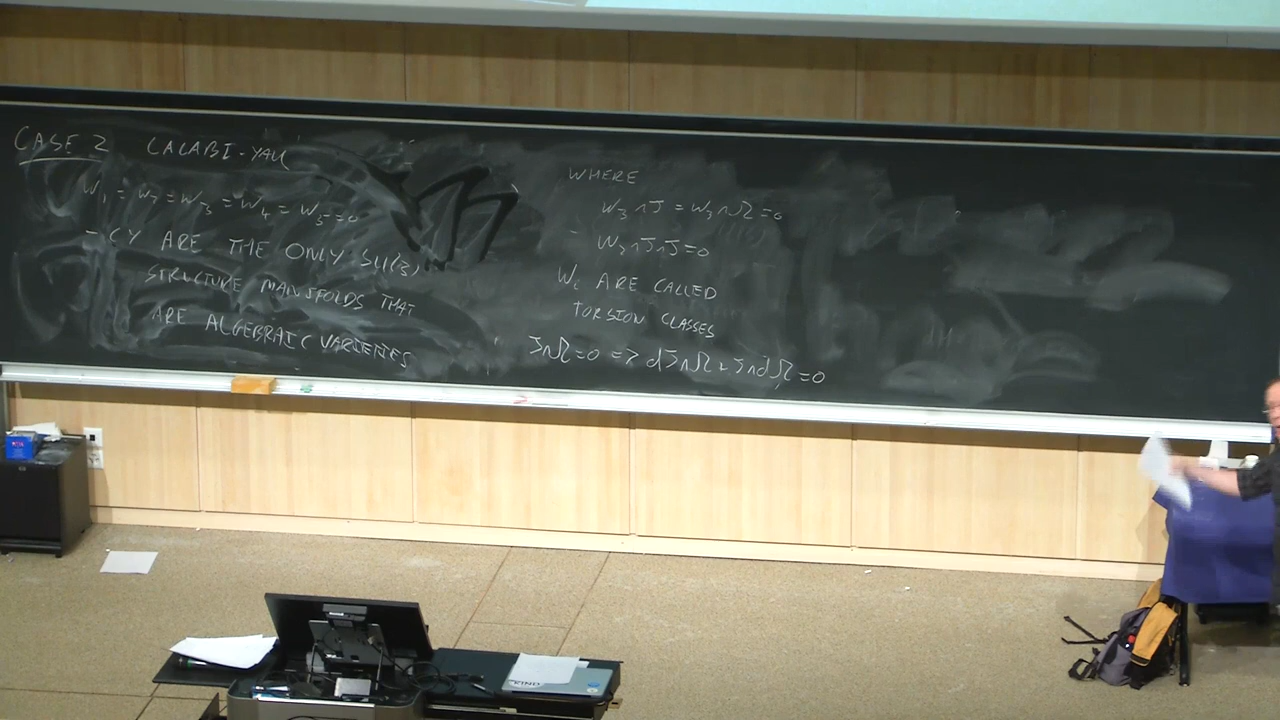 CASE 2 CALABI-YAU
W₁ = W₂ = W₃ = W₄ = W₅ = 0
- CY ARE THE ONLY SU(3)
STRUCTURE MANIFOLDS THAT
ARE ALGEBRAIC VARIETIES
WHERE
W₃∧J = W₃∧Ω = 0
W₂∧J∧J = 0
Wᵢ ARE CALLED
TORSION CLASSES
J∧Ω = 0 => dJ∧Ω + J∧dΩ = 0